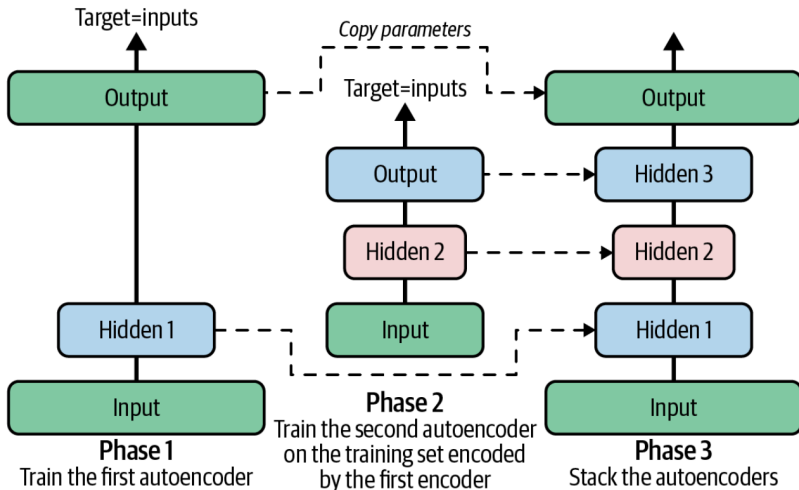 Target=inputs
Output
Hidden 1
Input
Phase 1
Train the first autoencoder
Copy parameters
Target=inputs
Output
Hidden 2
Input
Phase 2
Train the second autoencoder
on the training set encoded
by the first encoder
Output
Hidden 3
Hidden 2
Hidden 1
Input
Phase 3
Stack the autoencoders